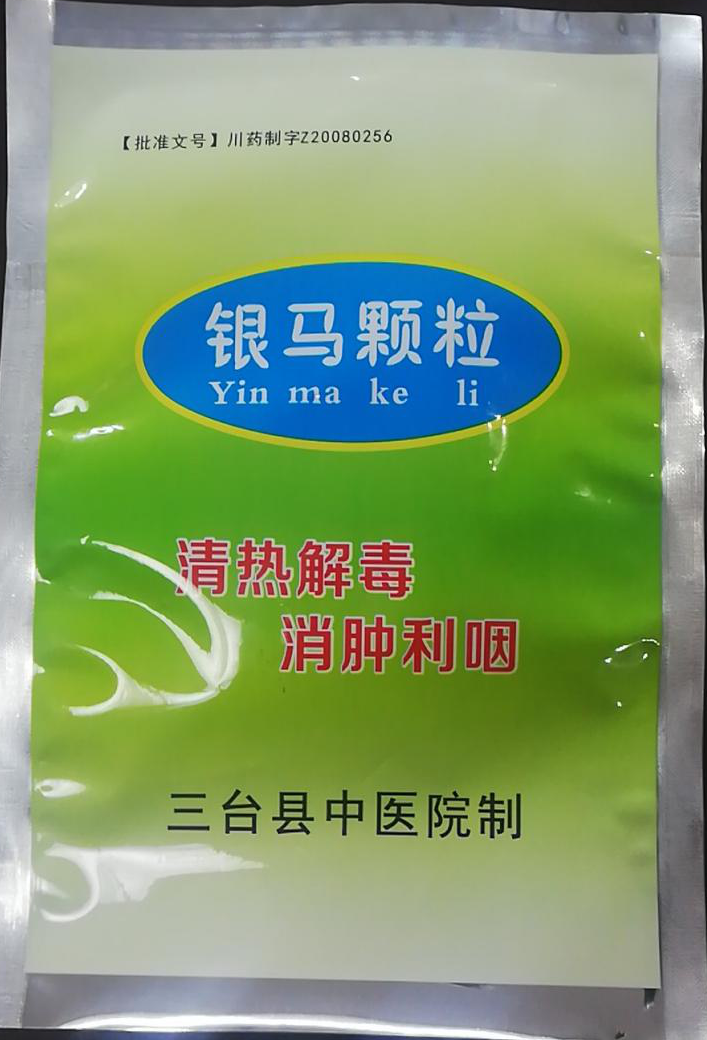 【批准文号】川药制字Z20080256
银马颗粒
Yin ma ke li
清热解毒
消肿利咽
三台县中医院制